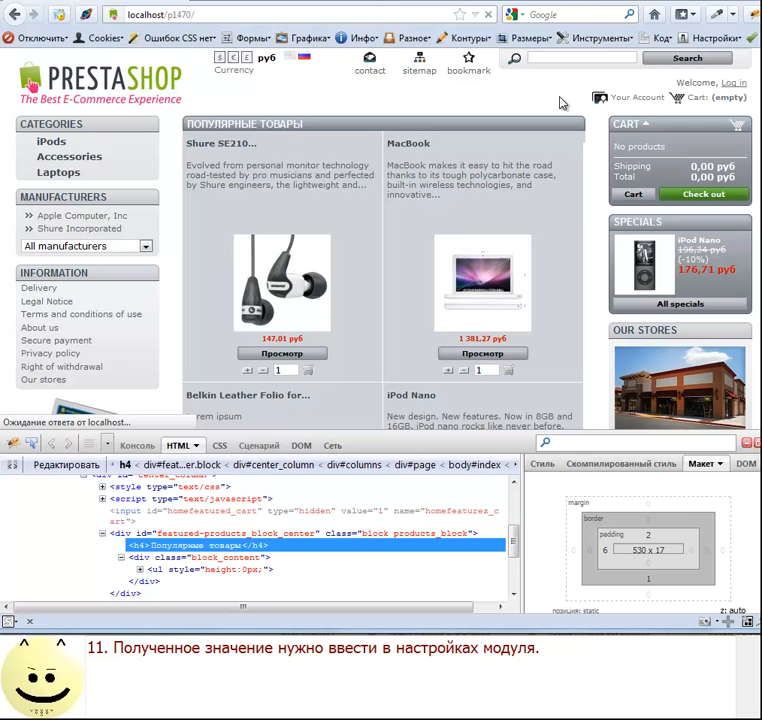 localhost/p1470/
Google
Отключить
Cookies
Ошибок CSS нет
Формы
Графика
Инфо
Разное
Контуры
Размеры
Инструменты
Код
Настройки
PRESTASHOP
The Best E-Commerce Experience
$ € £ руб
Currency
contact
sitemap
bookmark
Search
Welcome, Log in
Your Account
Cart: (empty)
CATEGORIES
iPods
Accessories
Laptops
MANUFACTURERS
Apple Computer, Inc
Shure Incorporated
All manufacturers
INFORMATION
Delivery
Legal Notice
Terms and conditions of use
About us
Secure payment
Privacy policy
Right of withdrawal
Our stores
Ожидание ответа от localhost...
ПОПУЛЯРНЫЕ ТОВАРЫ
Shure SE210...
Evolved from personal monitor technology
road-tested by pro musicians and perfected
by Shure engineers, the lightweight and...
147,01 руб
Просмотр
1
MacBook
MacBook makes it easy to hit the road
thanks to its tough polycarbonate case,
built-in wireless technologies, and
innovative...
1 381,27 руб
Просмотр
1
Belkin Leather Folio for...
Lorem ipsum
iPod Nano
New design. New features. Now in 8GB and
16GB. iPod nano rocks like never before.
CART
No products
Shipping 0,00 руб
Total 0,00 руб
Cart
Check out
SPECIALS
iPod Nano
196,34 руб
(-10%)
176,71 руб
All specials
OUR STORES
Консоль
HTML
CSS
Сценарий
DOM
Сеть
Редактировать
h4 < div#feat...er.block < div#center_column < div#columns < div#page < body#index
Стиль
Скомпилированный стиль
Макет
DOM
<style type="text/css">
<script type="text/javascript">
<input id="homefeatured_cart" type="hidden" value="1" name="homefeaturez_c
art">
<div id="featured-products_block_center" class="block products_block">
<h4>Популярные товары</h4>
<div class="block_content">
<ul style="height:0px;">
</div>
</div>
margin
border
padding 2
6 530 x 17
1
позиция: static
z: auto
11. Полученное значение нужно ввести в настройках модуля.